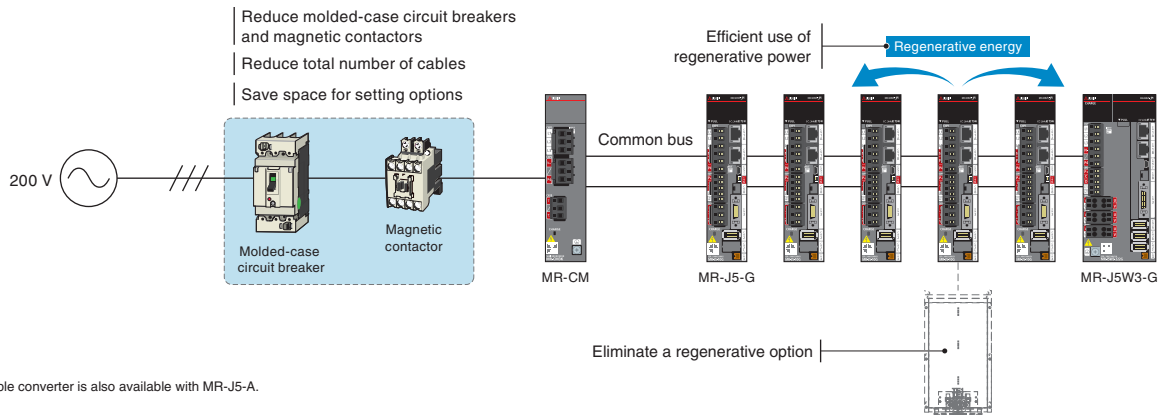 Reduce molded-case circuit breakers
and magnetic contactors
Reduce total number of cables
Save space for setting options
Efficient use of
regenerative power
Regenerative energy
200 V
Common bus
Molded-case
circuit breaker
Magnetic
contactor
MR-CM
MR-J5-G
MR-J5W3-G
Eliminate a regenerative option
converter is also available with MR-J5-A.